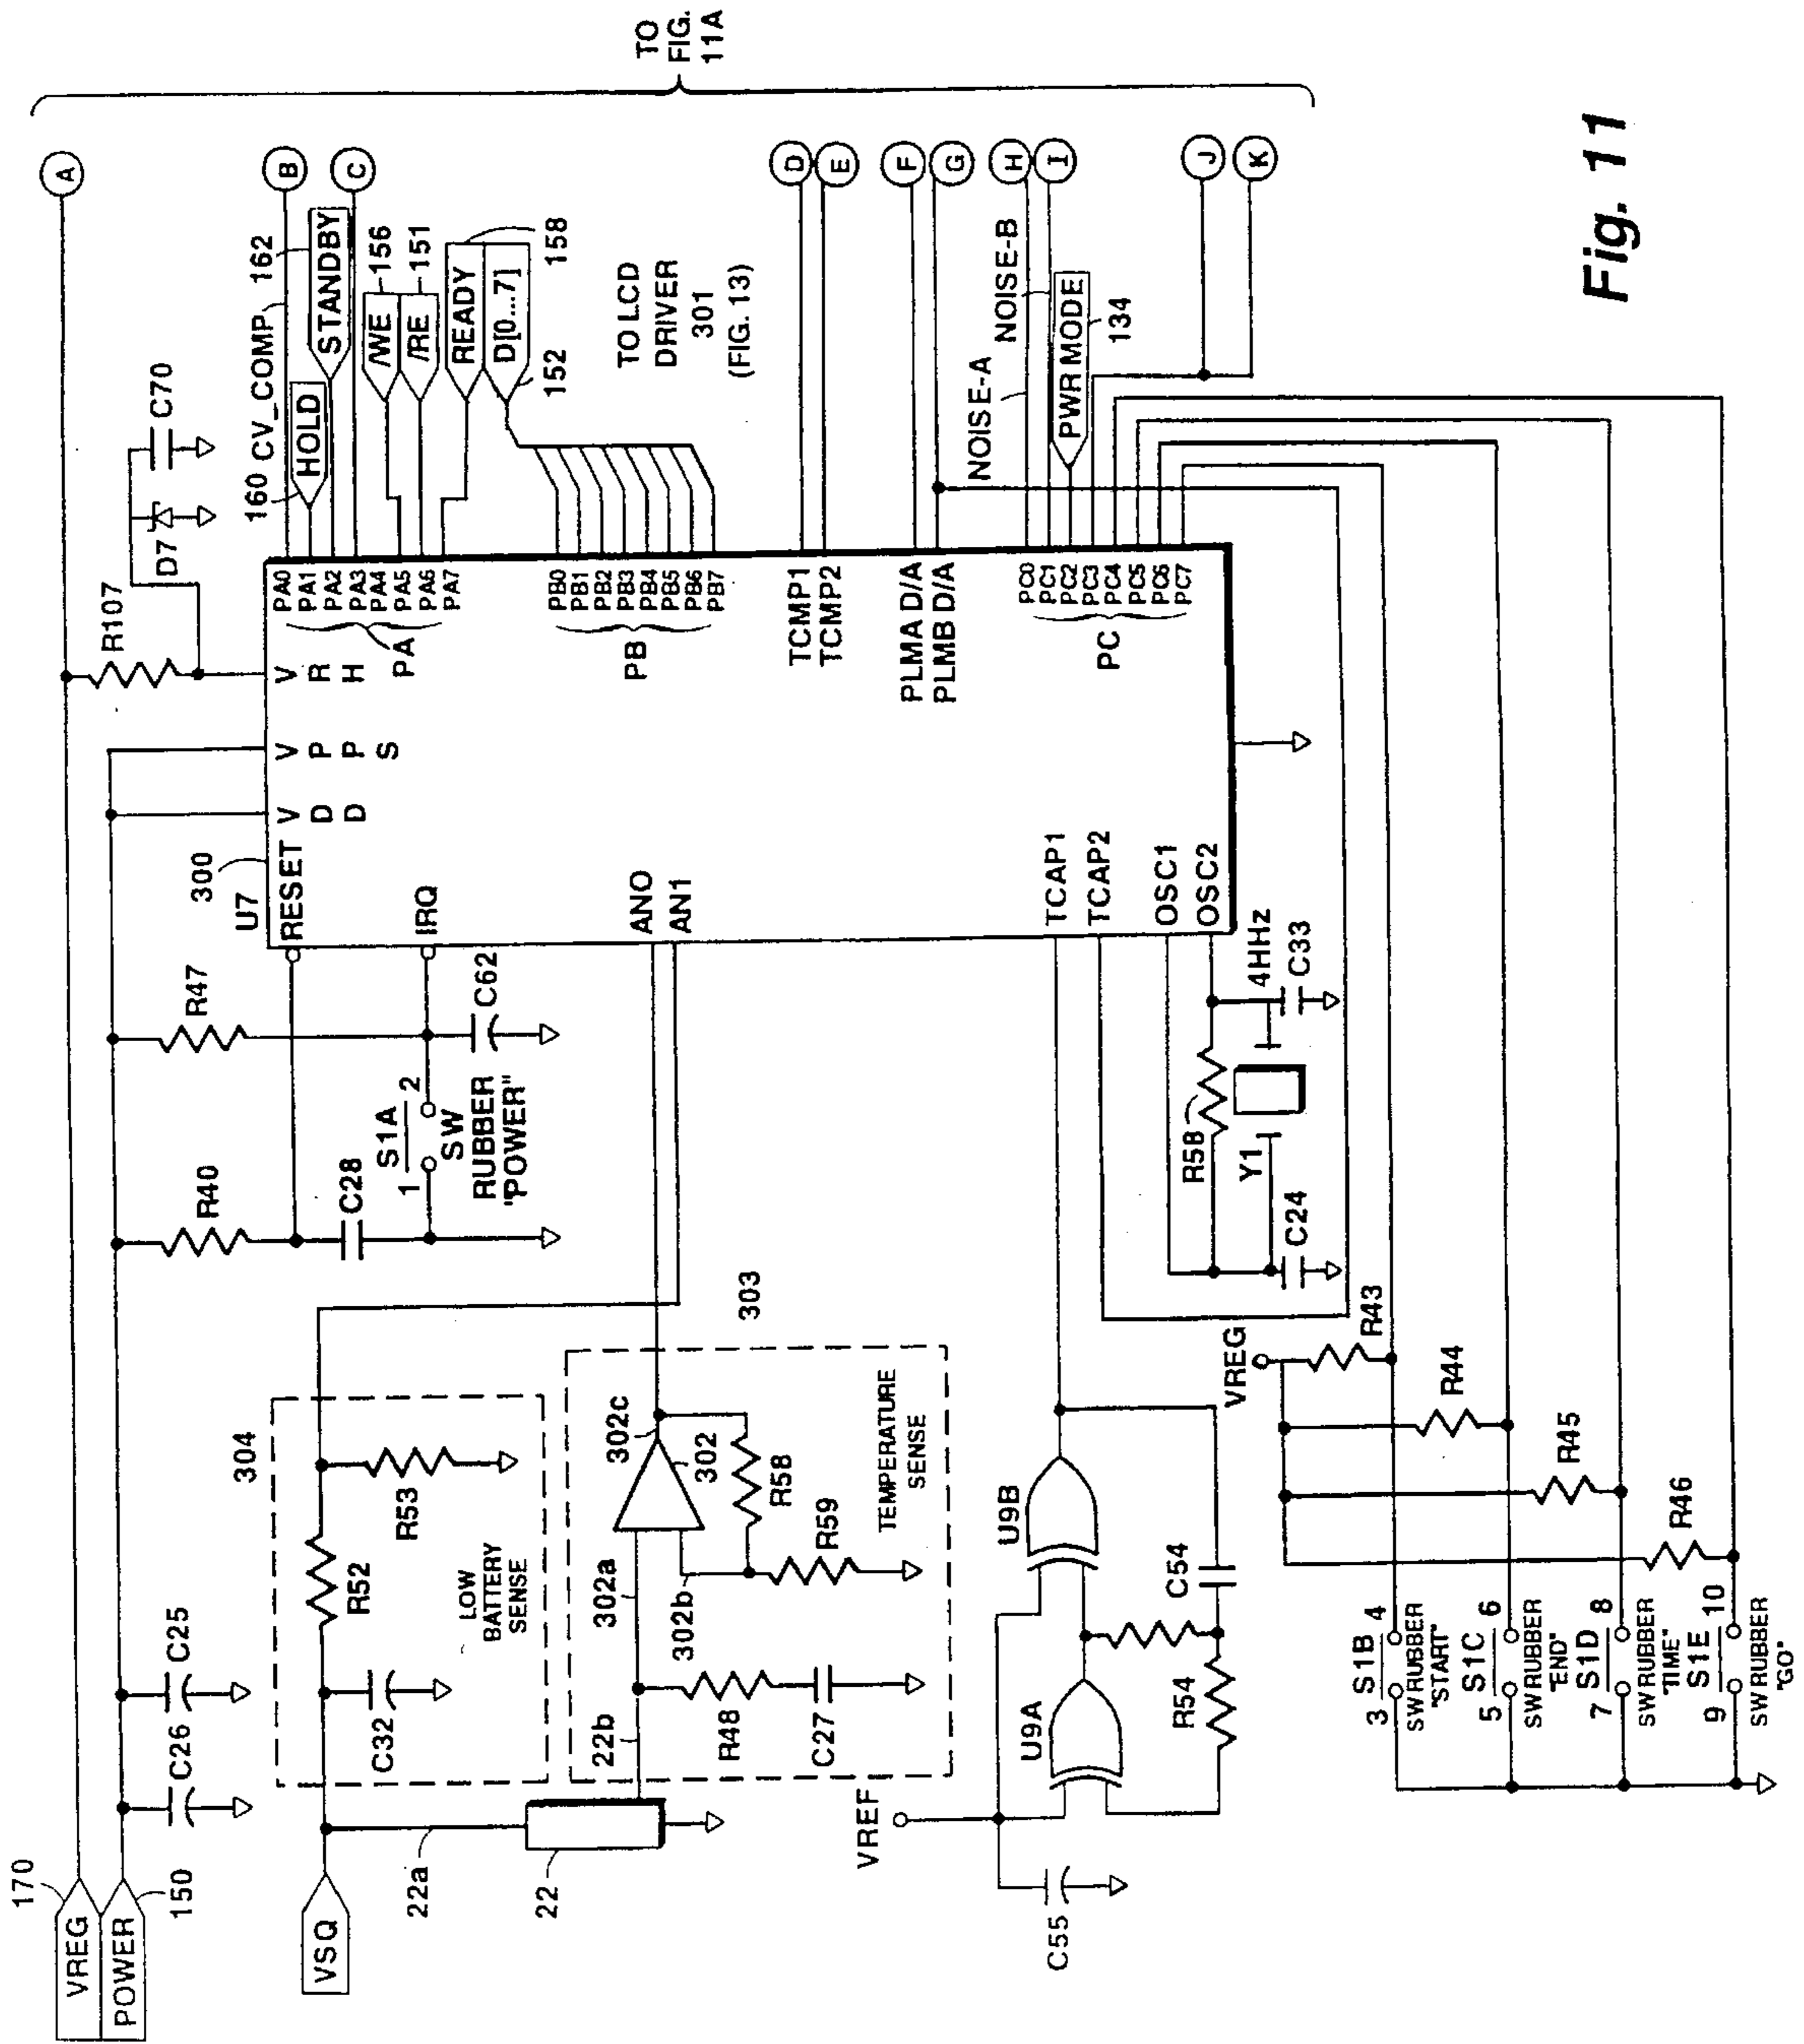 170
VREG
POWER
150
C26
C25
R40
R47
R107
D7
C70
A
TO
FIG.
11A
U7
300
RESET
IRQ
V
D
D
V
P
P
S
V
R
H
C28
C62
1
S1A
2
SW
RUBBER
"POWER"
PA0
PA1
PA2
PA3
PA4
PA5
PA6
PA7
PA
160
CV_COMP
162
B
HOLD
STANDBY
C
/WE
156
/RE
151
READY
158
D[0...7]
152
PB0
PB1
PB2
PB3
PB4
PB5
PB6
PB7
PB
TO LCD
DRIVER
301
(FIG. 13)
VSQ
304
R52
R53
C32
LOW
BATTERY
SENSE
22a
22
22b
303
302a
302b
302c
302
R58
R59
R48
C27
TEMPERATURE
SENSE
ANO
AN1
TCMP1
TCMP2
D
E
PLMA D/A
PLMB D/A
F
G
NOISE-A
NOISE-B
H
I
PWR MODE
134
PC0
PC1
PC2
PC3
PC4
PC5
PC6
PC7
PC
J
K
VREF
C55
U9A
U9B
R54
C54
TCAP1
TCAP2
OSC1
OSC2
R58
Y1
4HHz
C24
C33
VREG
R43
R44
R45
R46
3
S1B
4
SW RUBBER
"START"
5
S1C
6
SW RUBBER
"END"
7
S1D
8
SW RUBBER
"TIME"
9
S1E
10
SW RUBBER
"GO"
Fig. 11